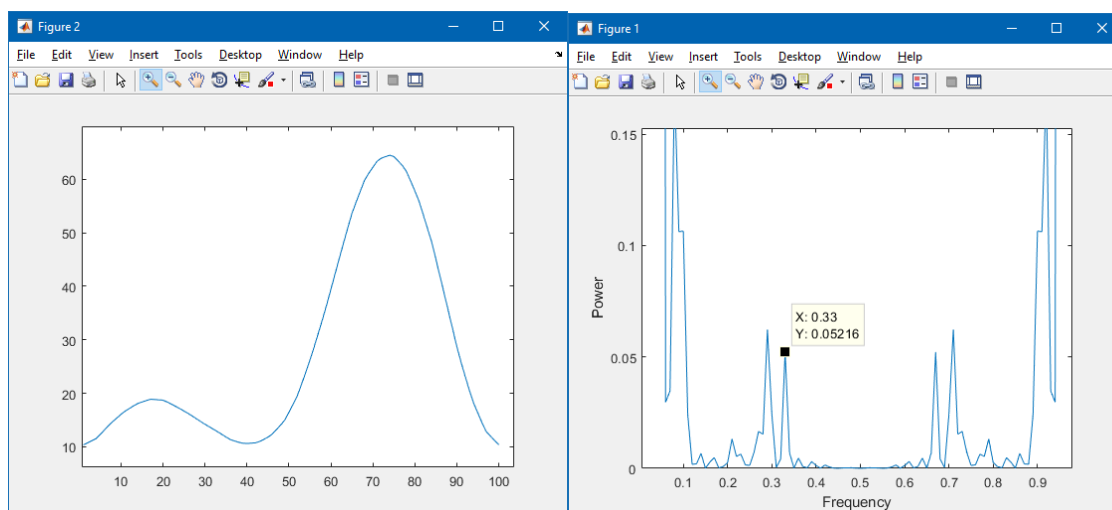 Figure 2
File Edit View Insert Tools Desktop Window Help
60
50
40
30
20
10
10 20 30 40 50 60 70 80 90 100
Figure 1
File Edit View Insert Tools Desktop Window Help
0.15
0.1
0.05
0
Power
X: 0.33
Y: 0.05216
0.1 0.2 0.3 0.4 0.5 0.6 0.7 0.8 0.9
Frequency